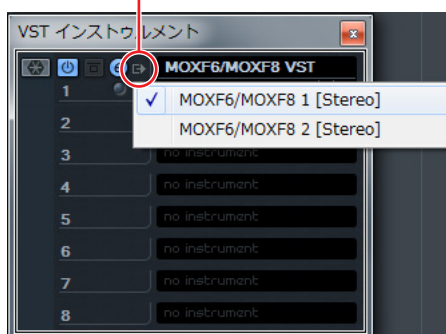 VST インストゥルメント
MOXF6/MOXF8 VST
1
✓ MOXF6/MOXF8 1 [Stereo]
MOXF6/MOXF8 2 [Stereo]
2
3 no instrument
4 no instrument
5 no instrument
6 no instrument
7 no instrument
8 no instrument